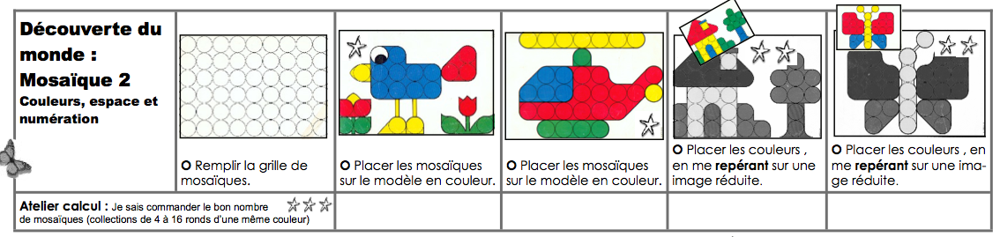 Découverte du
monde :
Mosaïque 2
Couleurs, espace et
numération
O Remplir la grille de
mosaïques.
O Placer les mosaïques
sur le modèle en couleur.
O Placer les mosaïques
sur le modèle en couleur.
O Placer les couleurs ,
en me repérant sur une
image réduite.
O Placer les couleurs , en
me repérant sur une ima-
ge réduite.
Atelier calcul : Je sais commander le bon nombre
de mosaïques (collections de 4 à 16 ronds d'une même couleur)